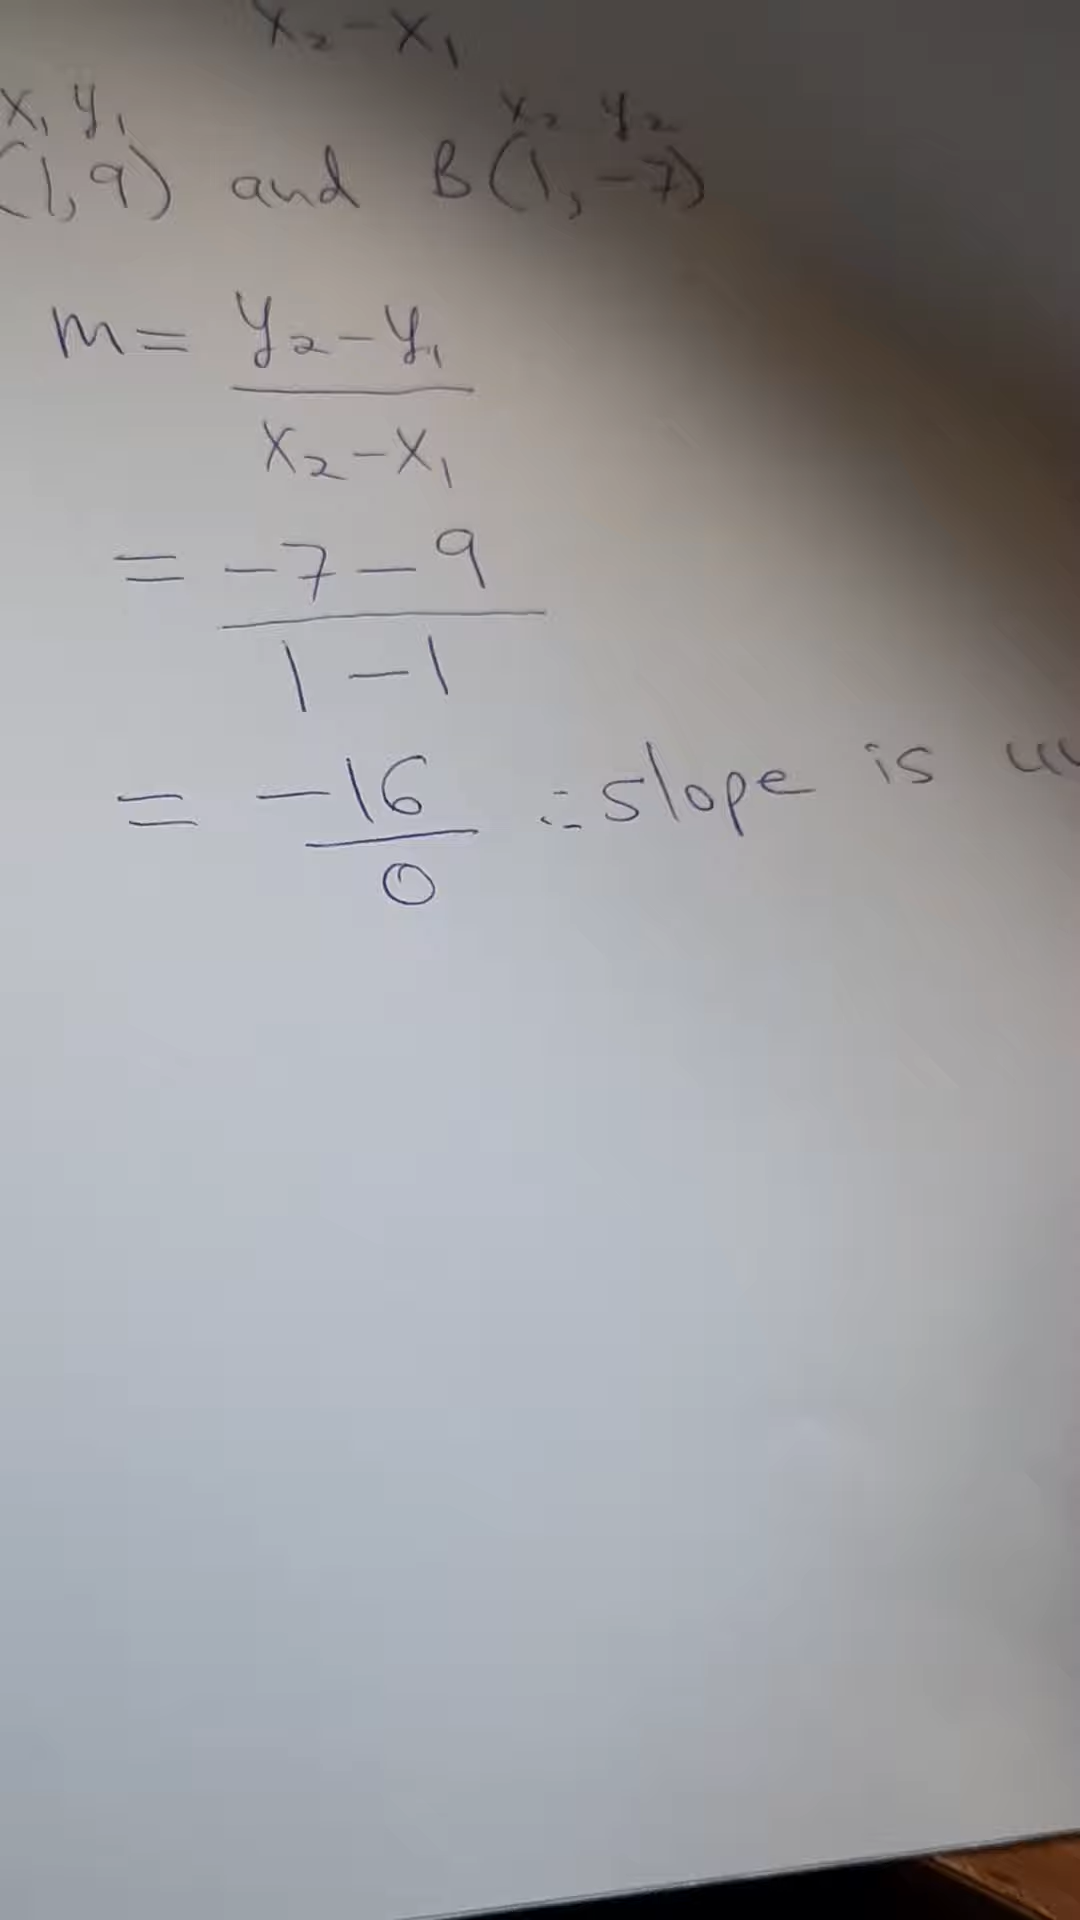 x₂ - x₁
x₁ y₁ x₂ y₂
(1, 9) and B(1, -7)
m = y₂ - y₁
x₂ - x₁
= -7 - 9
1 - 1
= -16 ∴ slope is
0